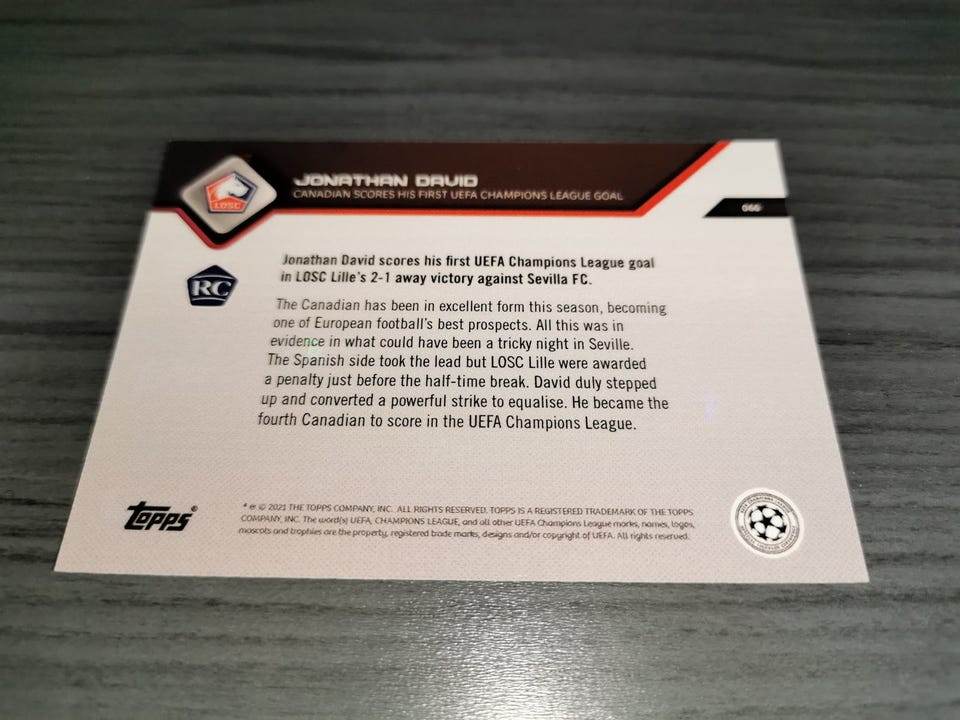 JONATHAN DAVID
CANADIAN SCORES HIS FIRST UEFA CHAMPIONS LEAGUE GOAL
066
LOSC
RC
Jonathan David scores his first UEFA Champions League goal
in LOSC Lille's 2-1 away victory against Sevilla FC.
The Canadian has been in excellent form this season, becoming
one of European football's best prospects. All this was in
evidence in what could have been a tricky night in Seville.
The Spanish side took the lead but LOSC Lille were awarded
a penalty just before the half-time break. David duly stepped
up and converted a powerful strike to equalise. He became the
fourth Canadian to score in the UEFA Champions League.
Topps®
® & © 2021 THE TOPPS COMPANY, INC. ALL RIGHTS RESERVED. TOPPS IS A REGISTERED TRADEMARK OF THE TOPPS
COMPANY, INC. The word(s) UEFA, CHAMPIONS LEAGUE, and all other UEFA Champions League marks, names, logos,
mascots and trophies are the property, registered trade marks, designs and/or copyright of UEFA. All rights reserved.